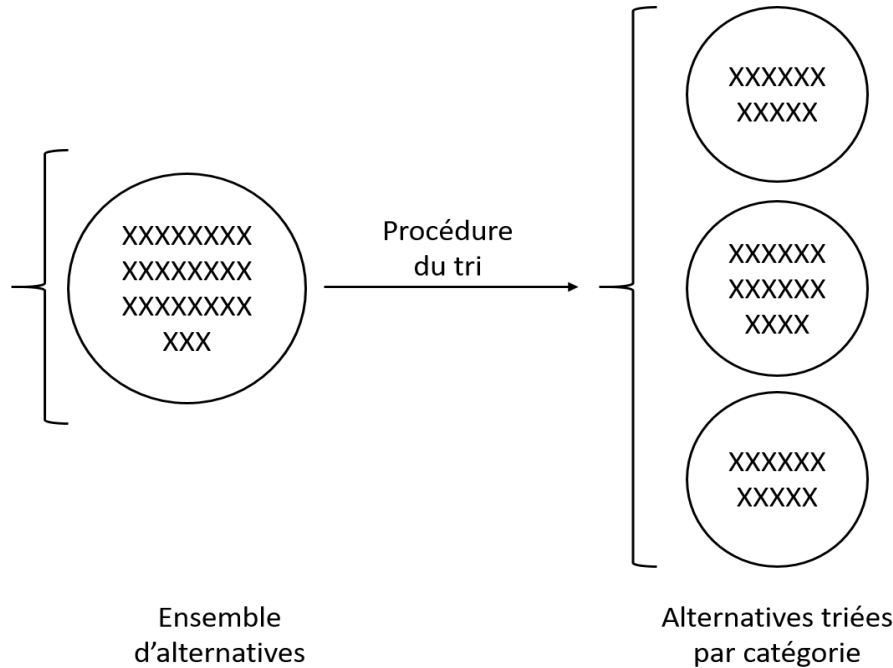 XXXXXXXX
XXXXXXXX
XXXXXXXX
XXX
Procédure
du tri
XXXXXX
XXXXX
XXXXXX
XXXXXX
XXXX
XXXXXX
XXXXX
Ensemble
d’alternatives
Alternatives triées
par catégorie